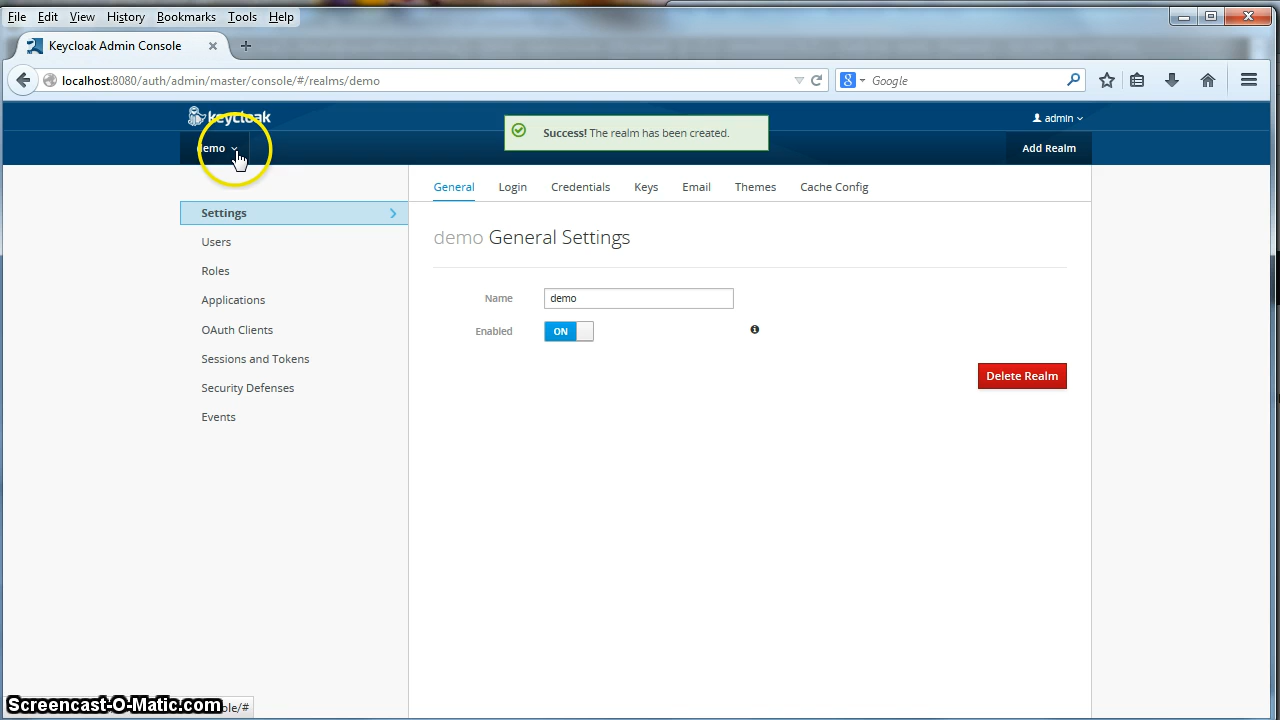 File Edit View History Bookmarks Tools Help
Keycloak Admin Console
localhost:8080/auth/admin/master/console/#/realms/demo
Google
keycloak
admin
Success! The realm has been created.
demo
Add Realm
General Login Credentials Keys Email Themes Cache Config
Settings
Users
Roles
Applications
OAuth Clients
Sessions and Tokens
Security Defenses
Events
demo General Settings
Name demo
Enabled ON
Delete Realm
Screencast-O-Matic.com
ole/#